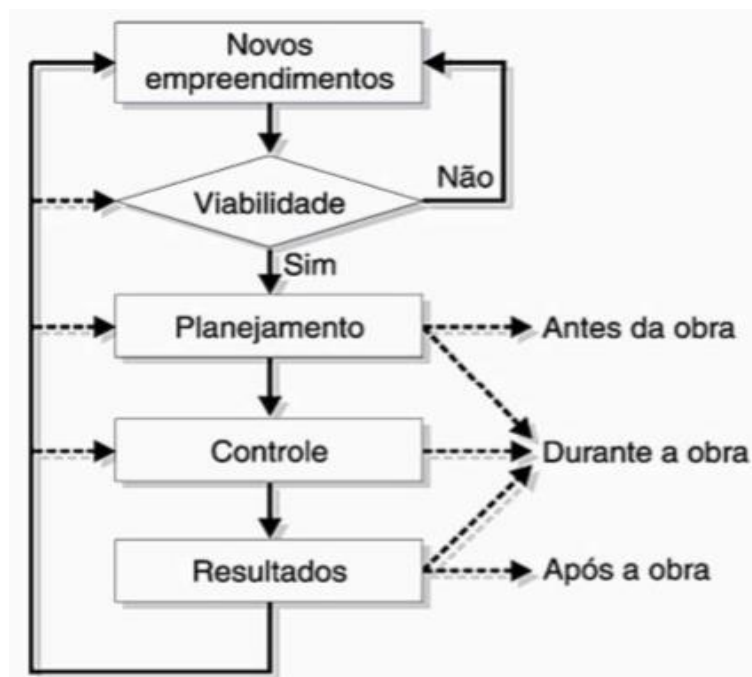 Novos
empreendimentos
Não
Viabilidade
Sim
Planejamento
Antes da obra
Controle
Durante a obra
Resultados
Após a obra